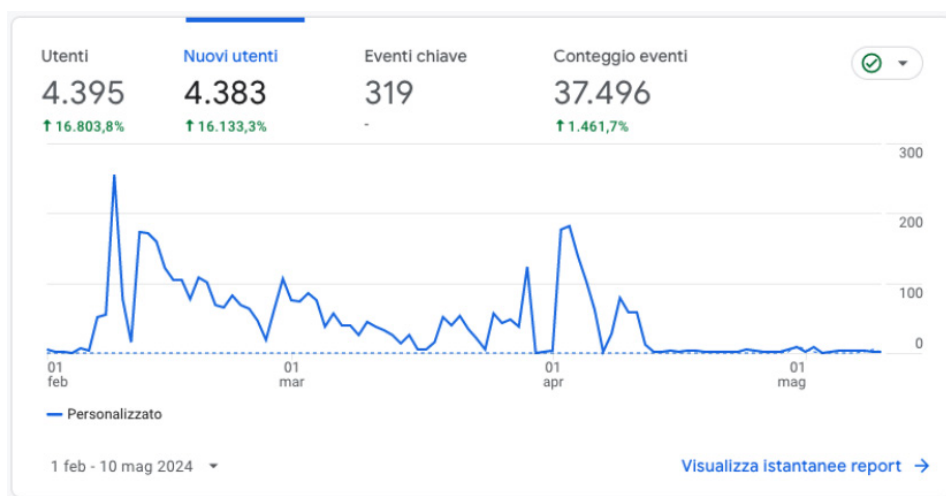 Utenti
Nuovi utenti
Eventi chiave
Conteggio eventi
4.395
4.383
319
37.496
↑ 16.803,8%
↑ 16.133,3%
-
↑ 1.461,7%
300
200
100
0
01
feb
01
mar
01
apr
01
mag
Personalizzato
1 feb - 10 mag 2024
Visualizza istantanee report →